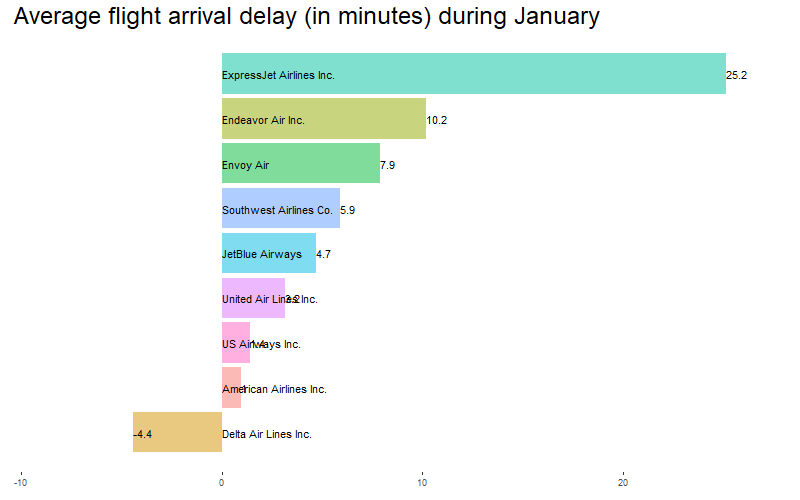 Average flight arrival delay (in minutes) during January
ExpressJet Airlines Inc. 25.2
Endeavor Air Inc. 10.2
Envoy Air 7.9
Southwest Airlines Co. 5.9
JetBlue Airways 4.7
United Air Lines Inc. 3.2
US Airways Inc. 1.4
American Airlines Inc. 1
-4.4 Delta Air Lines Inc.
-10 0 10 20